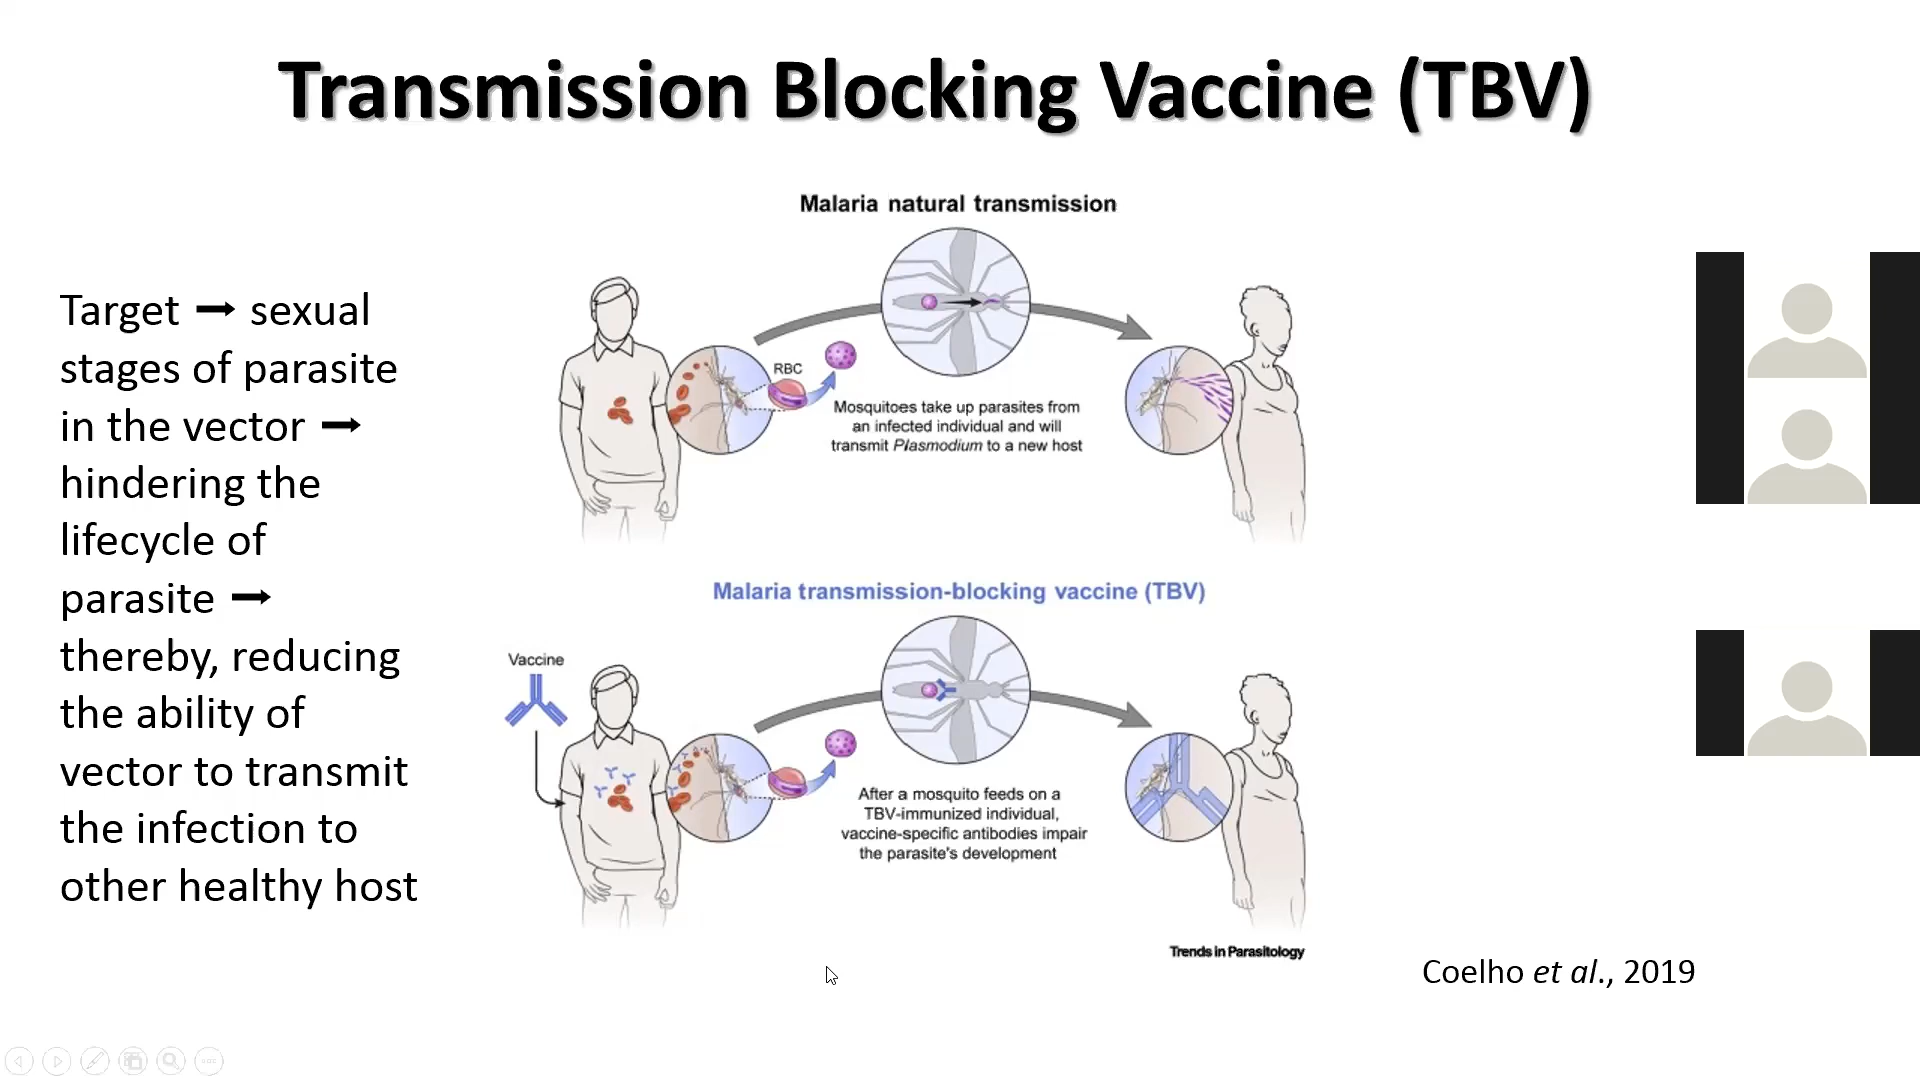 Transmission Blocking Vaccine (TBV)
Target ➞ sexual
stages of parasite
in the vector ➞
hindering the
lifecycle of
parasite ➞
thereby, reducing
the ability of
vector to transmit
the infection to
other healthy host
Malaria natural transmission
RBC
Mosquitoes take up parasites from
an infected individual and will
transmit Plasmodium to a new host
Malaria transmission-blocking vaccine (TBV)
Vaccine
After a mosquito feeds on a
TBV-immunized individual,
vaccine-specific antibodies impair
the parasite's development
Trends in Parasitology
Coelho et al., 2019